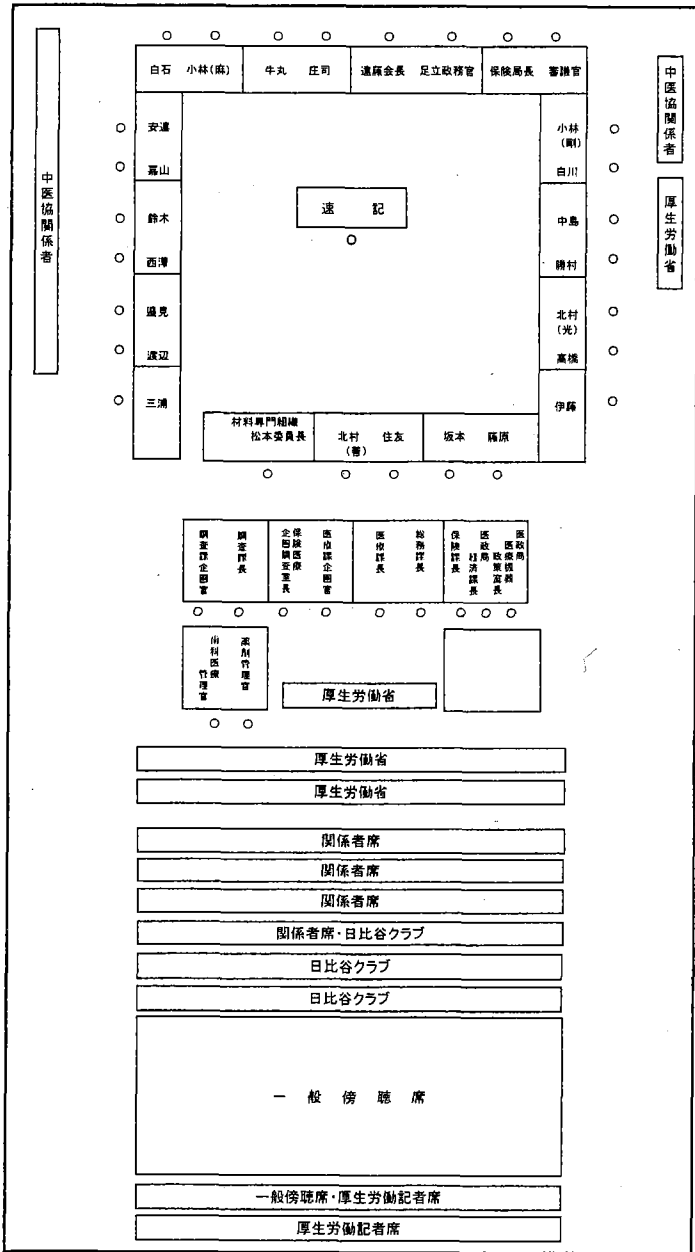 白石 小林(麻) 牛丸 庄司 遠藤会長 足立政務官 保険局長 審議官
中医協関係者
中医協関係者
厚生労働省
安達
嘉山
鈴木
西澤
邉見
渡辺
三浦
小林
(剛)
白川
中島
勝村
北村
(光)
高橋
伊藤
速 記
材料専門組織
松本委員長
北村 住友
(善)
坂本 藤原
調査課企画官
調査課長
保険医療
企画調査室長
医療課企画官
医療課長
総務課長
保険課長
医政局
経済課長
医政局
医療機器
政策室長
歯科医療
管理官
薬剤管理官
厚生労働省
厚生労働省
厚生労働省
関係者席
関係者席
関係者席
関係者席・日比谷クラブ
日比谷クラブ
日比谷クラブ
一 般 傍 聴 席
一般傍聴席・厚生労働記者席
厚生労働記者席